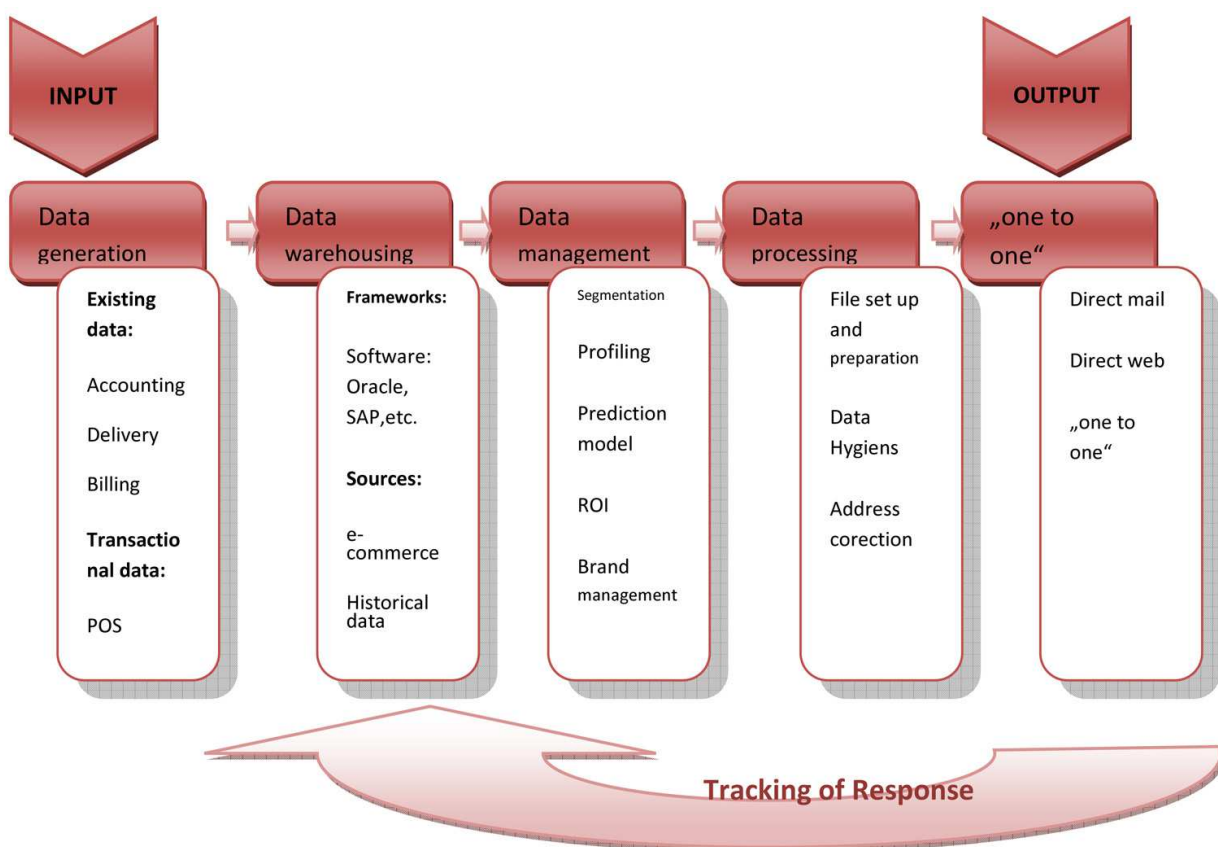 INPUT
OUTPUT
Data
generation
Data
warehousing
Data
management
Data
processing
„one to
one“
Existing
data:
Accounting
Delivery
Billing
Transactio
nal data:
POS
Frameworks:
Software:
Oracle,
SAP,etc.
Sources:
e-
commerce
Historical
data
Segmentation
Profiling
Prediction
model
ROI
Brand
management
File set up
and
preparation
Data
Hygiens
Address
corection
Direct mail
Direct web
„one to
one“
Tracking of Response